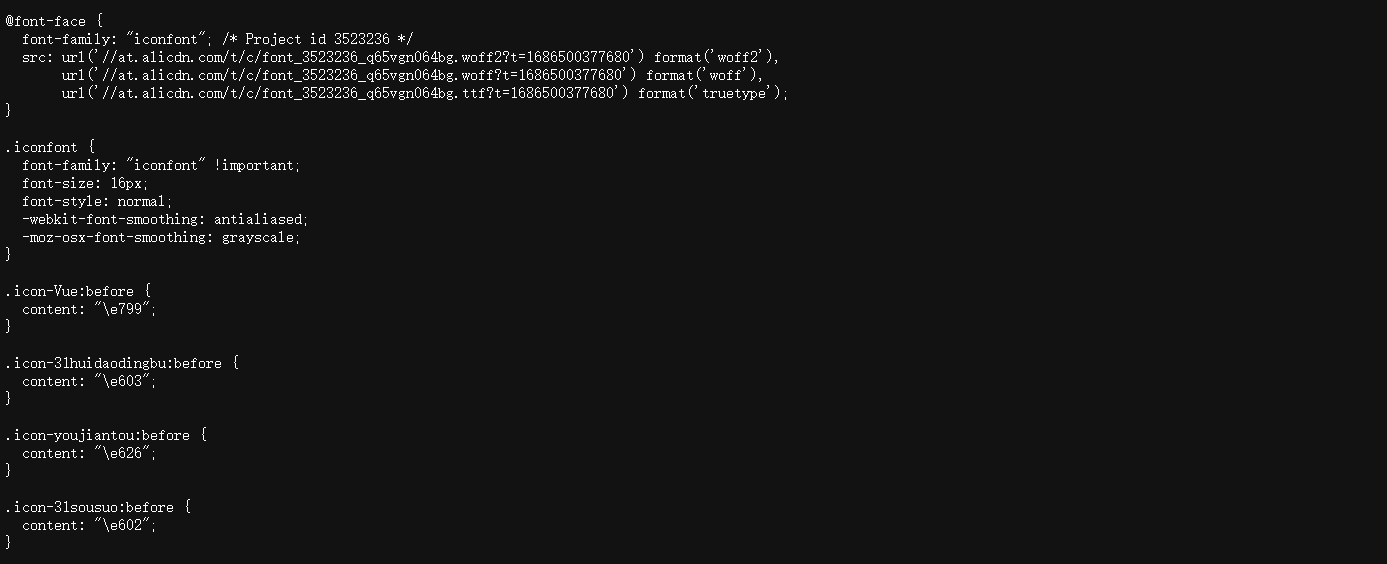 @font-face {
  font-family: "iconfont"; /* Project id 3523236 */
  src: url('//at.alicdn.com/t/c/font_3523236_q65vgn064bg.woff2?t=1686500377680') format('woff2'),
       url('//at.alicdn.com/t/c/font_3523236_q65vgn064bg.woff?t=1686500377680') format('woff'),
       url('//at.alicdn.com/t/c/font_3523236_q65vgn064bg.ttf?t=1686500377680') format('truetype');
}

.iconfont {
  font-family: "iconfont" !important;
  font-size: 16px;
  font-style: normal;
  -webkit-font-smoothing: antialiased;
  -moz-osx-font-smoothing: grayscale;
}

.icon-Vue:before {
  content: "\e799";
}

.icon-31huidaodingbu:before {
  content: "\e603";
}

.icon-youjiantou:before {
  content: "\e626";
}

.icon-31sousuo:before {
  content: "\e602";
}